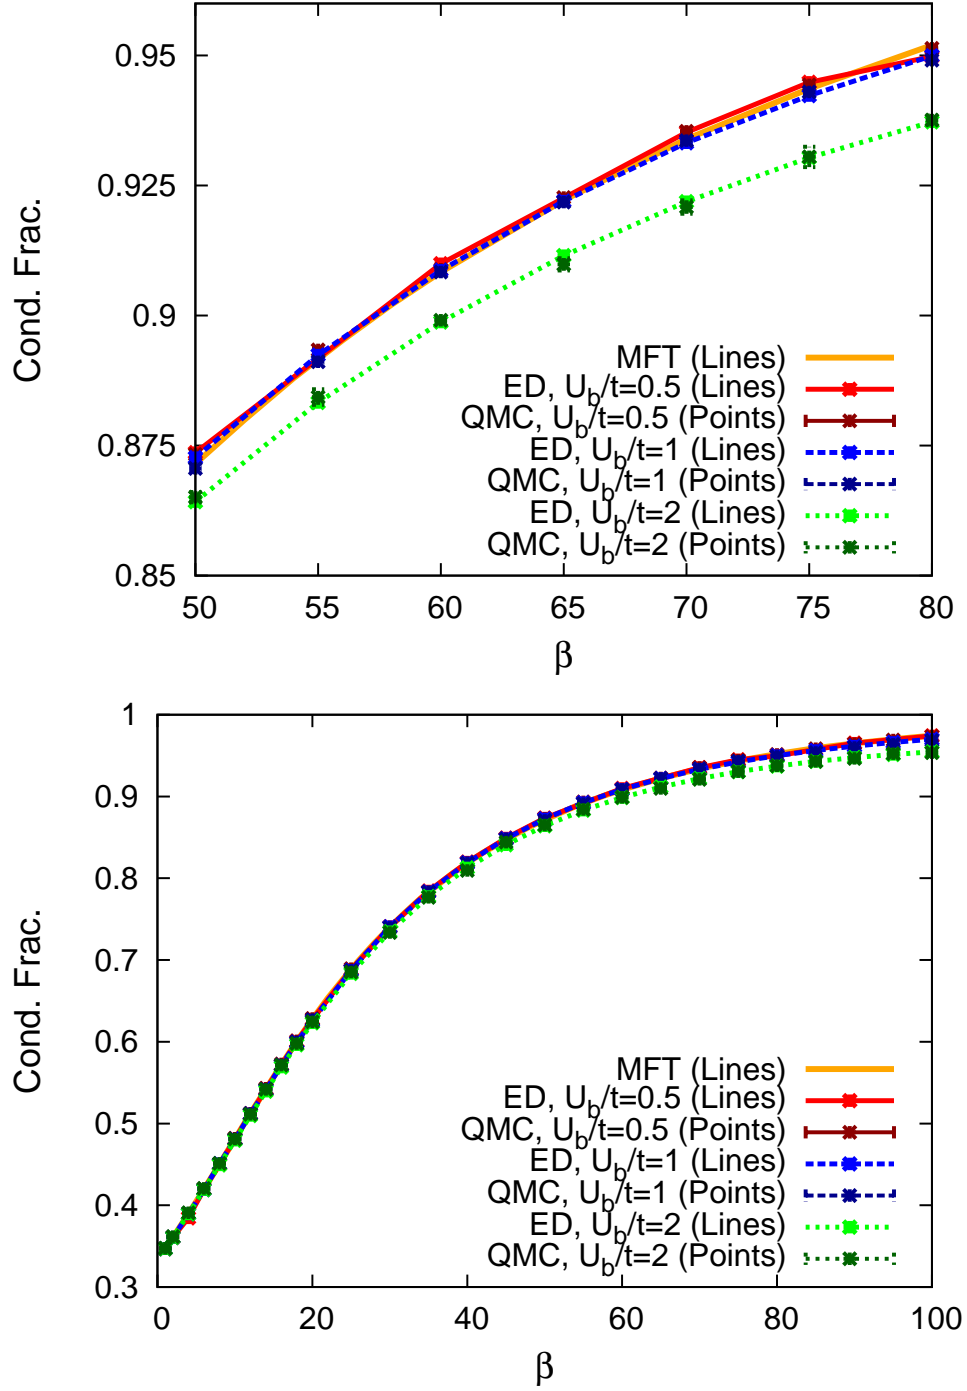 Cond. Frac.
0.95
0.925
0.9
0.875
0.85
MFT (Lines)
ED, U_b/t=0.5 (Lines)
QMC, U_b/t=0.5 (Points)
ED, U_b/t=1 (Lines)
QMC, U_b/t=1 (Points)
ED, U_b/t=2 (Lines)
QMC, U_b/t=2 (Points)
50 55 60 65 70 75 80
β
Cond. Frac.
1
0.9
0.8
0.7
0.6
0.5
0.4
0.3
MFT (Lines)
ED, U_b/t=0.5 (Lines)
QMC, U_b/t=0.5 (Points)
ED, U_b/t=1 (Lines)
QMC, U_b/t=1 (Points)
ED, U_b/t=2 (Lines)
QMC, U_b/t=2 (Points)
0 20 40 60 80 100
β